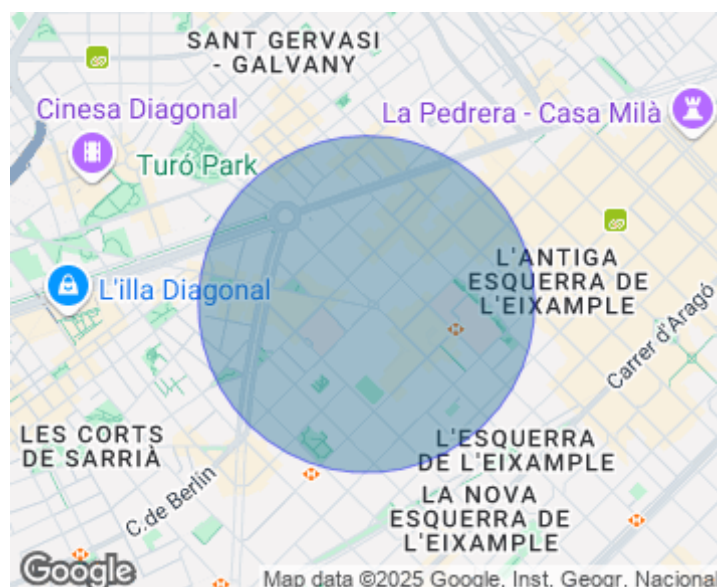 SANT GERVASI
- GALVANY
Cinesa Diagonal
La Pedrera - Casa Milà
Turó Park
L'ANTIGA
ESQUERRA DE
L'EIXAMPLE
L'illa Diagonal
Carrer d'Aragó
LES CORTS
DE SARRIÀ
L'ESQUERRA
DE L'EIXAMPLE
C. de Berlín
LA NOVA
ESQUERRA DE
L'EIXAMPLE
Google
Map data ©2025 Google, Inst. Geogr. Nacional